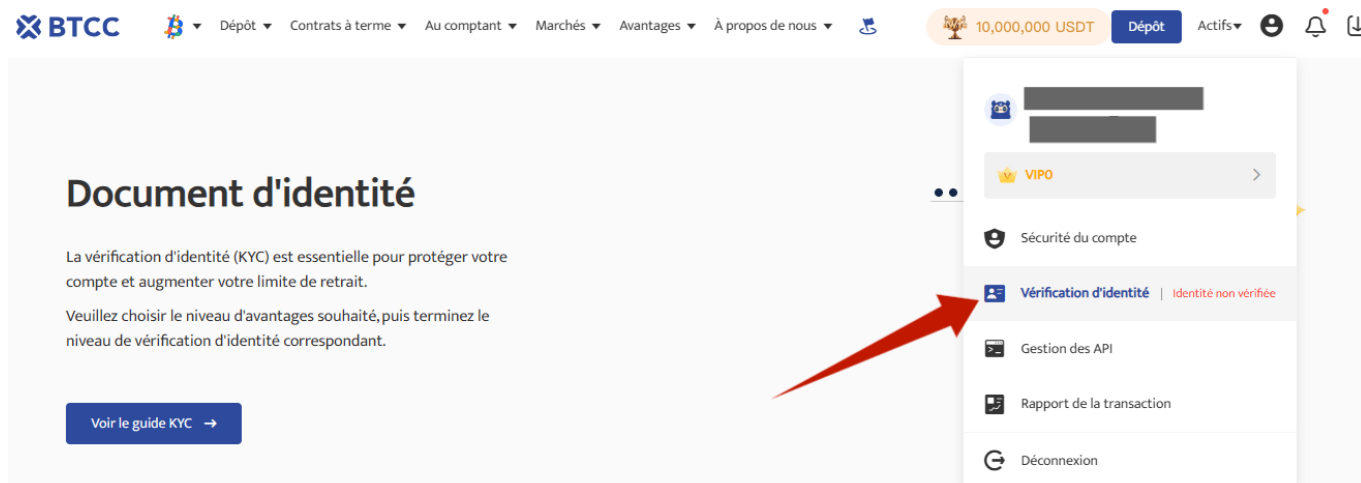 BTCC
Dépôt
Contrats à terme
Au comptant
Marchés
Avantages
À propos de nous
10,000,000 USDT
Dépôt
Actifs
Document d'identité
La vérification d'identité (KYC) est essentielle pour protéger votre
compte et augmenter votre limite de retrait.
Veuillez choisir le niveau d'avantages souhaité, puis terminez le
niveau de vérification d'identité correspondant.
Voir le guide KYC
VIP0
Sécurité du compte
Vérification d'identité | Identité non vérifiée
Gestion des API
Rapport de la transaction
Déconnexion